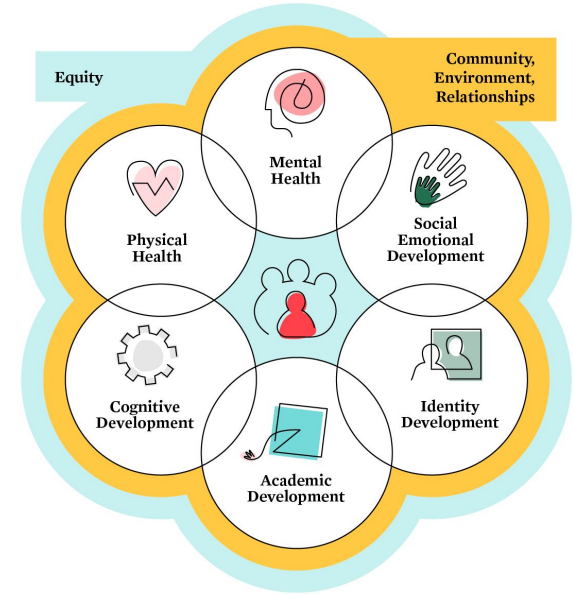 Equity
Community,
Environment,
Relationships
Mental
Health
Physical
Health
Social
Emotional
Development
Cognitive
Development
Identity
Development
Academic
Development